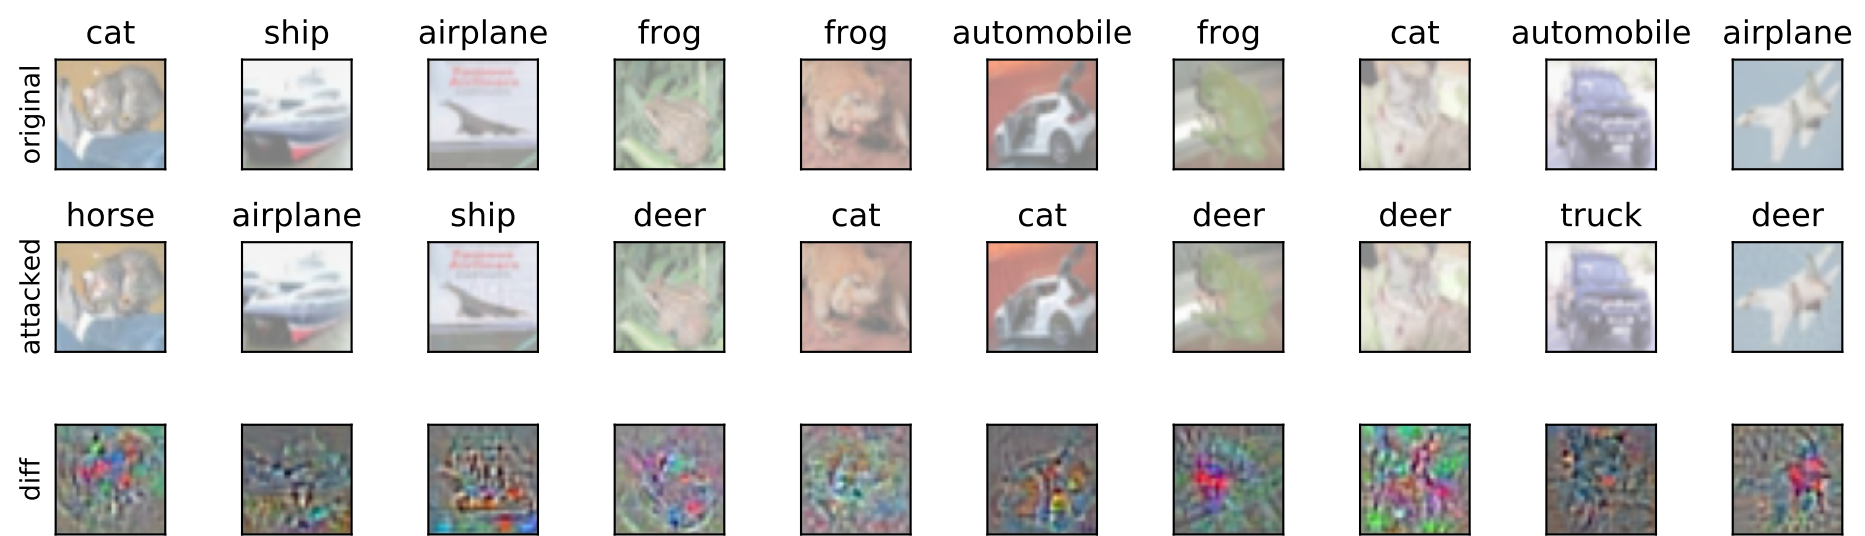 cat ship airplane frog frog automobile frog cat automobile airplane
original
horse airplane ship deer cat cat deer deer truck deer
attacked
diff